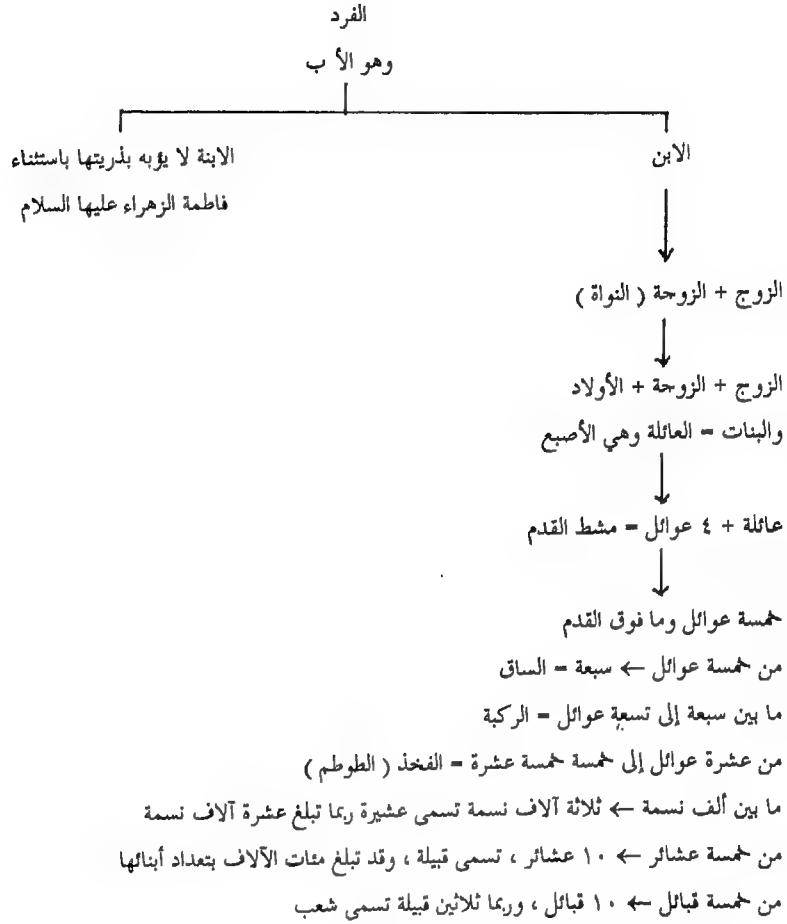 الفرد
وهو الأ ب
الابن
الابنة لا يؤبه بذريتها باستثناء
فاطمة الزهراء عليها السلام
الزوج + الزوجة ( النواة )
الزوج + الزوجة + الأولاد
والبنات = العائلة وهي الأصبع
عائلة + ٤ عوائل = مشط القدم
خمسة عوائل وما فوق القدم
من خمسة عوائل ← سبعة = الساق
ما بين سبعة إلى تسعة عوائل = الركبة
من عشرة عوائل إلى خمسة خمسة عشرة = الفخذ ( الطوطم )
ما بين ألف نسمة ← ثلاثة آلاف نسمة تسمى عشيرة ربما تبلغ عشرة آلاف نسمة
من خمسة عشائر ← ١٠ عشائر ، تسمى قبيلة ، وقد تبلغ مئات الآلاف بتعداد أبنائها
من خمسة قبائل ← ١٠ قبائل ، وربما ثلاثين قبيلة تسمى شعب